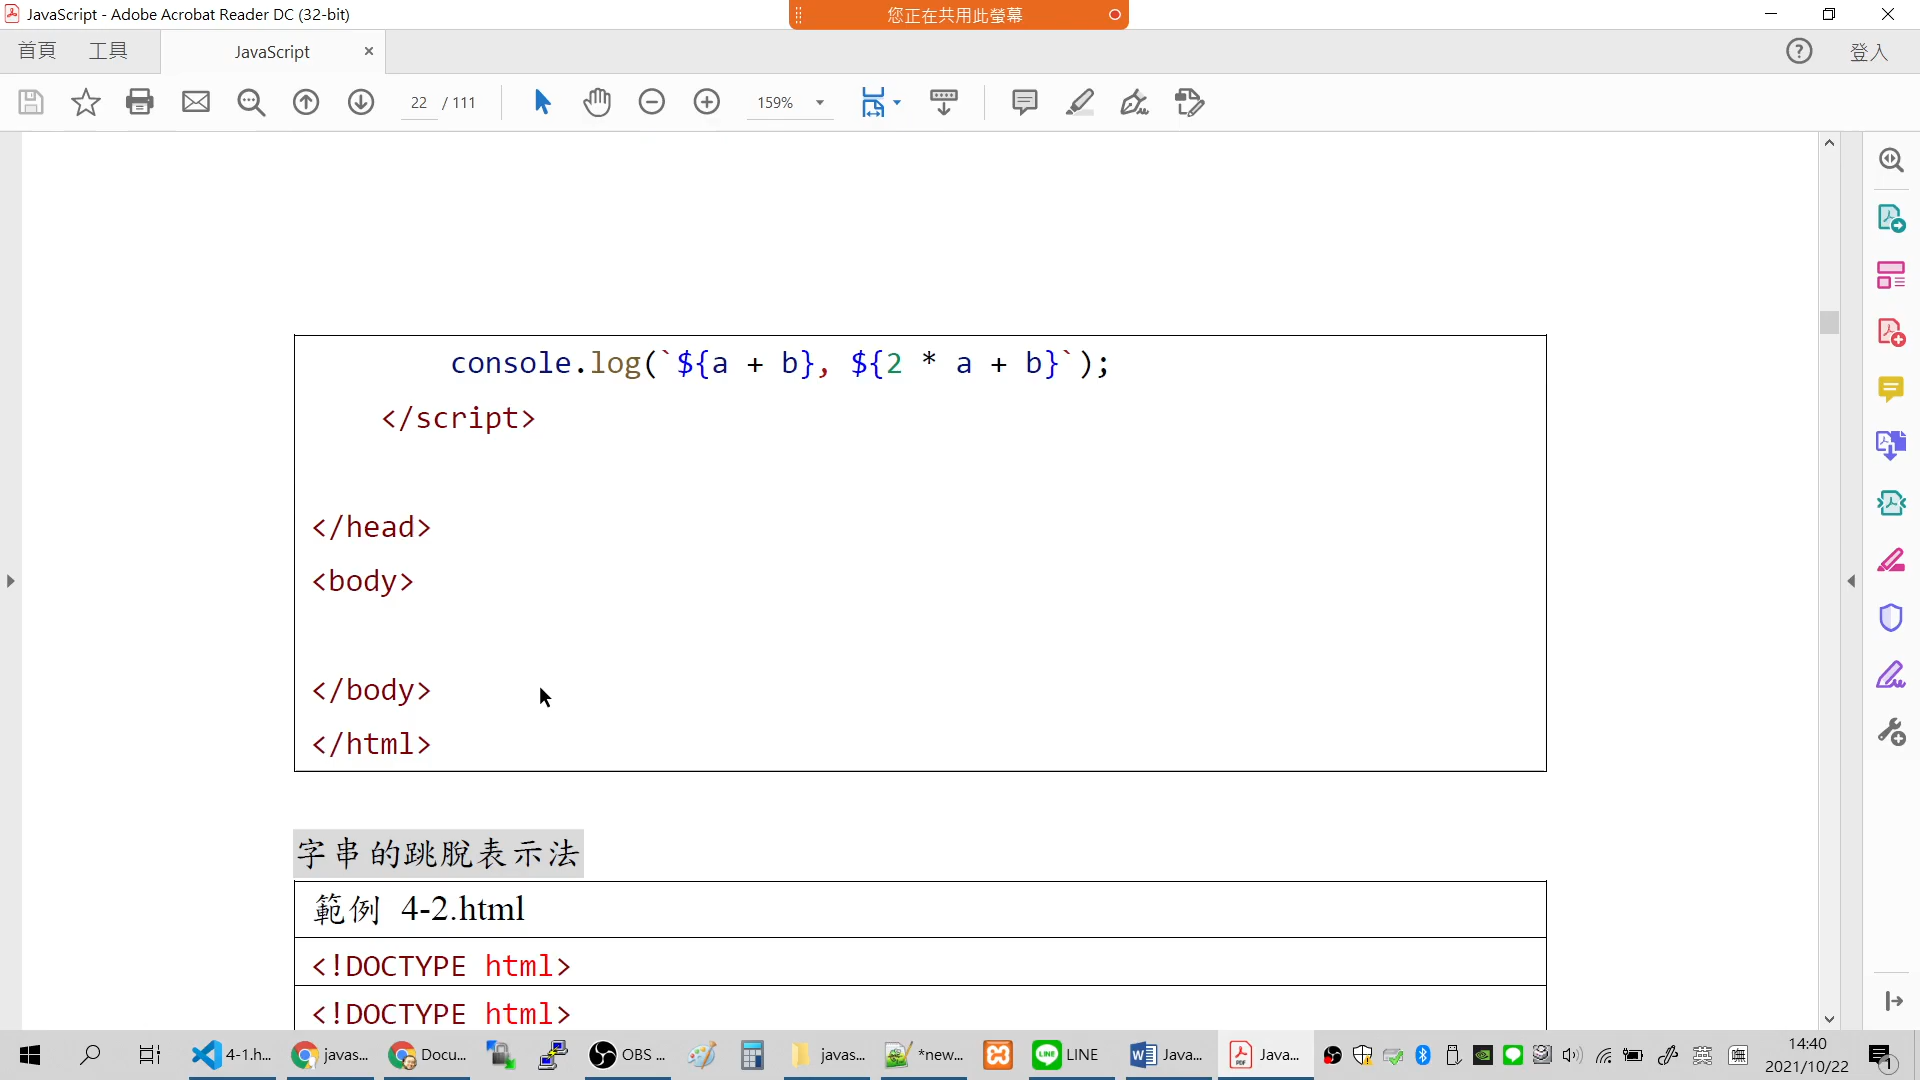 JavaScript - Adobe Acrobat Reader DC (32-bit)
您正在共用此螢幕
首頁
工具
JavaScript
登入
22 / 111
159%
console.log(`${a + b}, ${2 * a + b}`);
</script>
</head>
<body>
</body>
</html>
字串的跳脫表示法
範例 4-2.html
<!DOCTYPE html>
<!DOCTYPE html>
4-1.h...
javas...
Docu...
OBS ...
javas...
*new...
LINE
Java...
Java...
英
14:40
2021/10/22
1